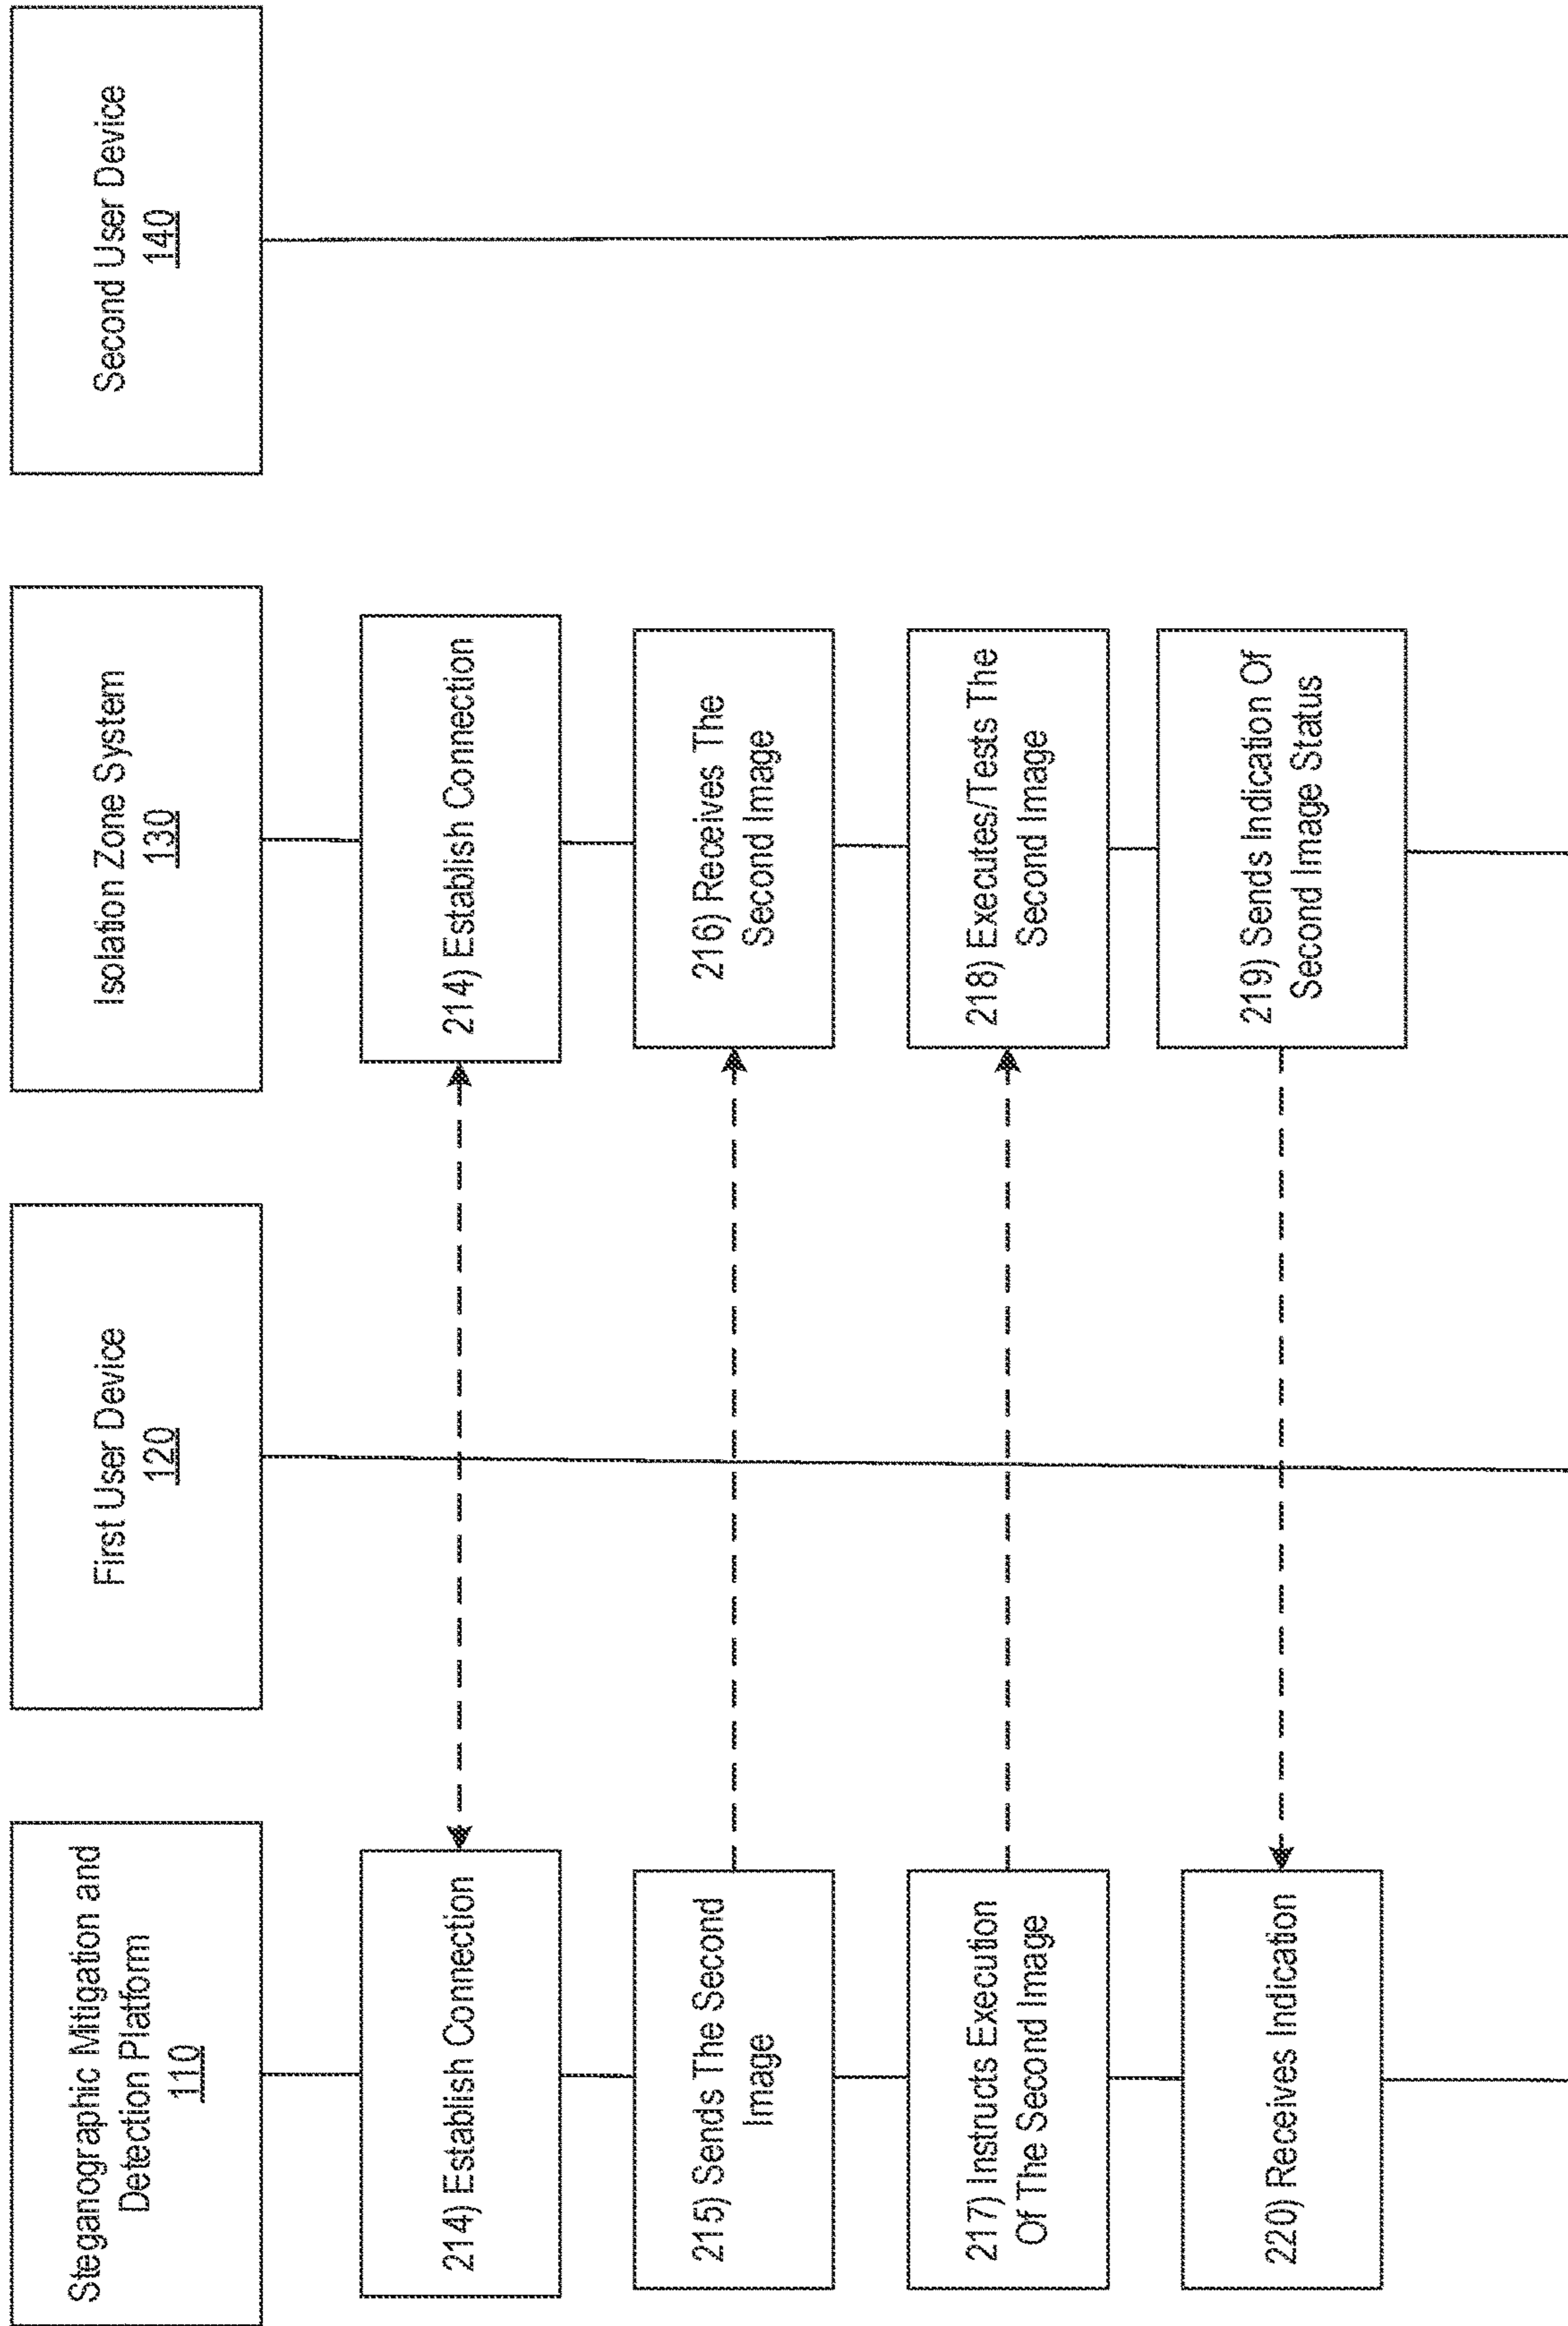 Steganographic Mitigation and
Detection Platform
110
First User Device
120
Isolation Zone System
130
Second User Device
140
214) Establish Connection
214) Establish Connection
215) Sends The Second
Image
216) Receives The
Second Image
217) Instructs Execution
Of The Second Image
218) Executes/Tests The
Second Image
219) Sends Indication Of
Second Image Status
220) Receives Indication